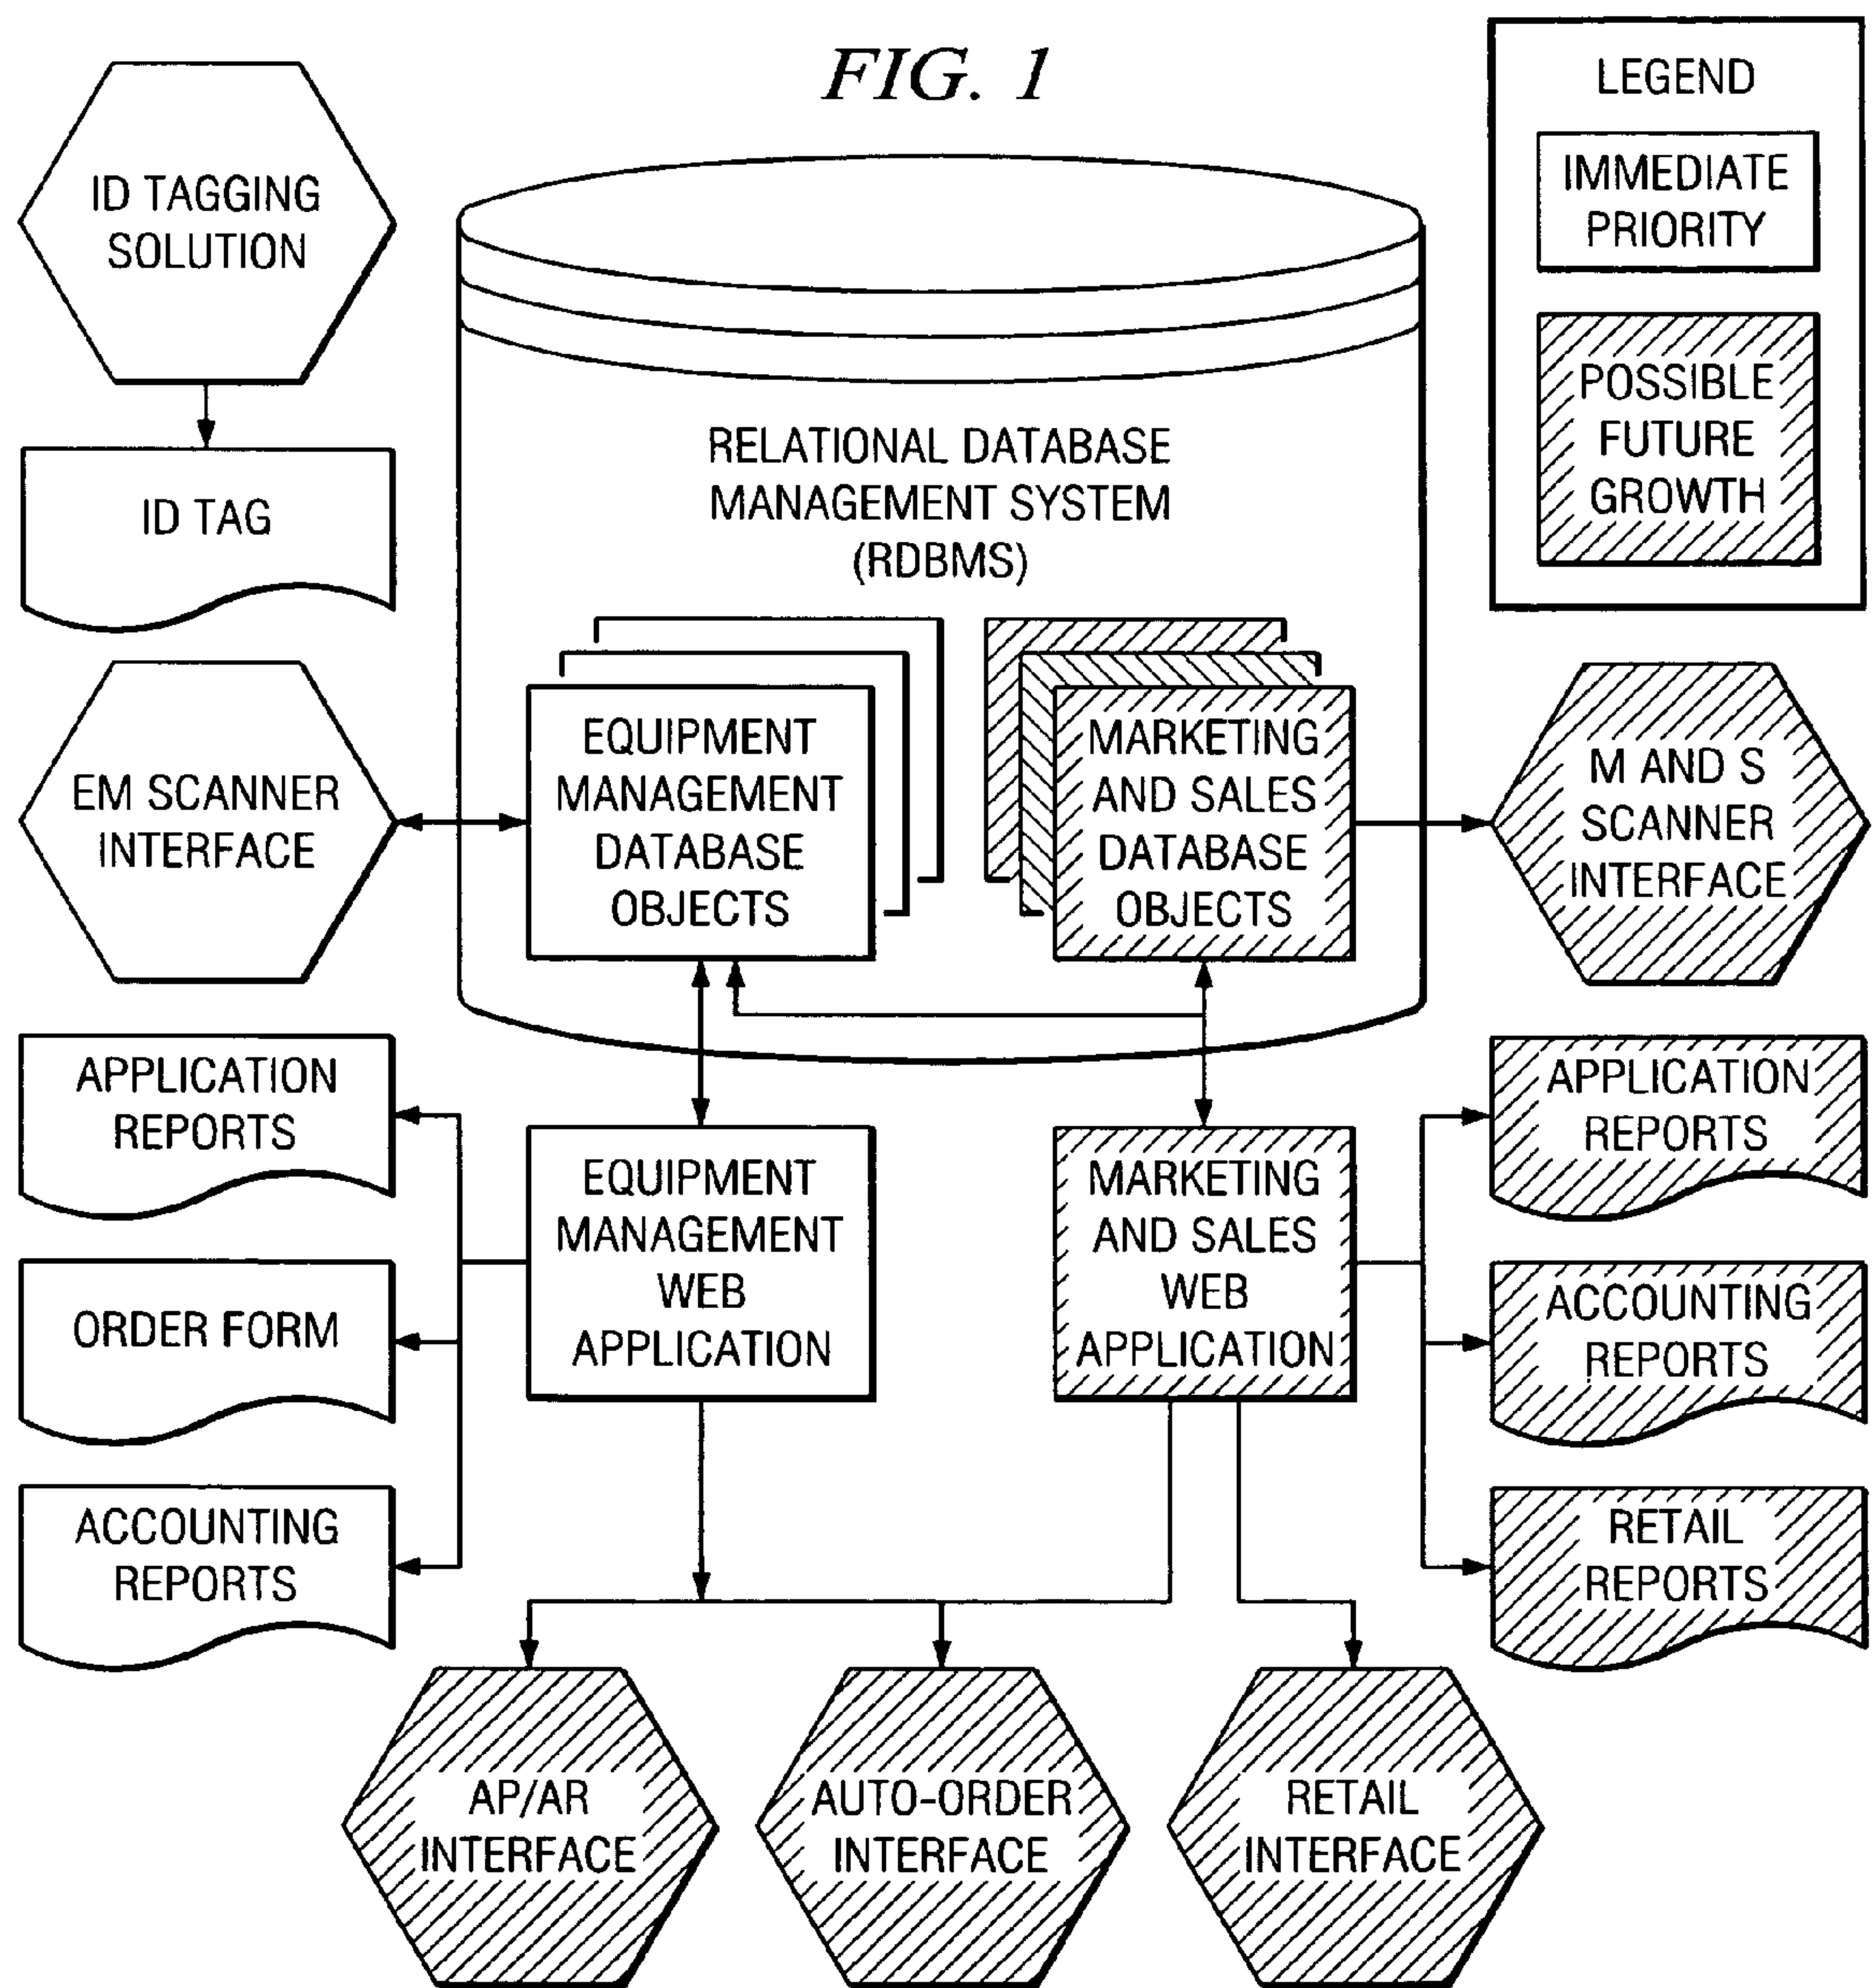 FIG. 1
LEGEND
IMMEDIATE
PRIORITY
POSSIBLE
FUTURE
GROWTH
ID TAGGING
SOLUTION
ID TAG
RELATIONAL DATABASE
MANAGEMENT SYSTEM
(RDBMS)
EM SCANNER
INTERFACE
EQUIPMENT
MANAGEMENT
DATABASE
OBJECTS
MARKETING
AND SALES
DATABASE
OBJECTS
M AND S
SCANNER
INTERFACE
APPLICATION
REPORTS
ORDER FORM
ACCOUNTING
REPORTS
EQUIPMENT
MANAGEMENT
WEB
APPLICATION
MARKETING
AND SALES
WEB
APPLICATION
APPLICATION
REPORTS
ACCOUNTING
REPORTS
RETAIL
REPORTS
AP/AR
INTERFACE
AUTO-ORDER
INTERFACE
RETAIL
INTERFACE